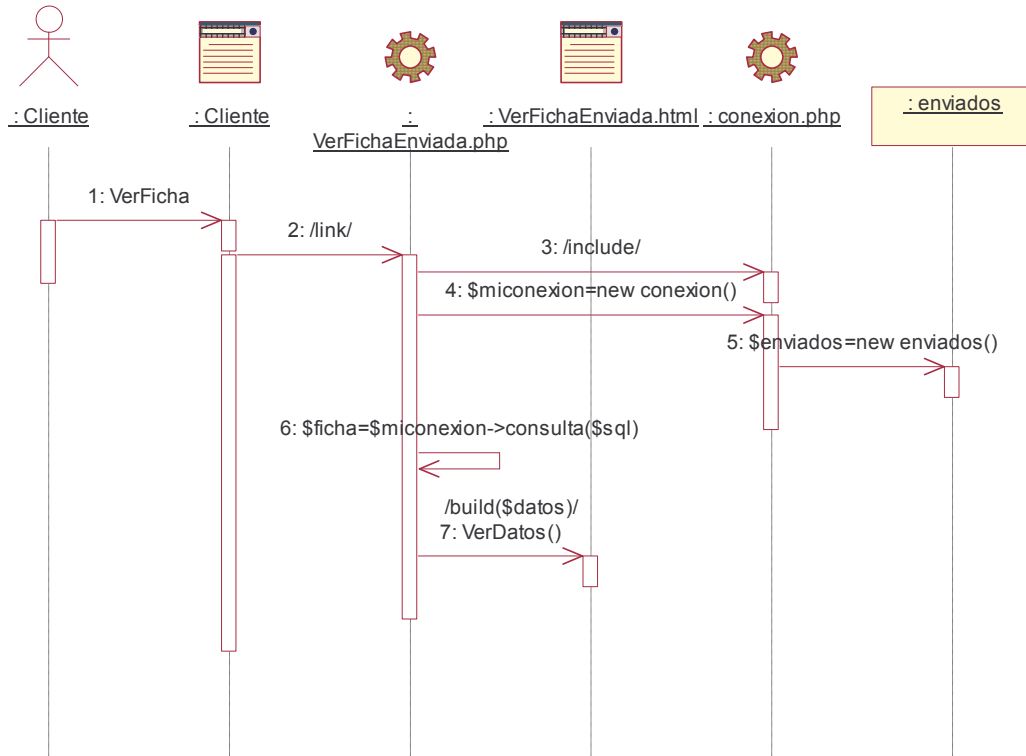 : Cliente
: Cliente
:
VerFichaEnviada.php
: VerFichaEnviada.html
: conexion.php
: enviados
1: VerFicha
2: /link/
3: /include/
4: $miconexion=new conexion()
5: $enviados=new enviados()
6: $ficha=$miconexion->consulta($sql)
/build($datos)/
7: VerDatos()